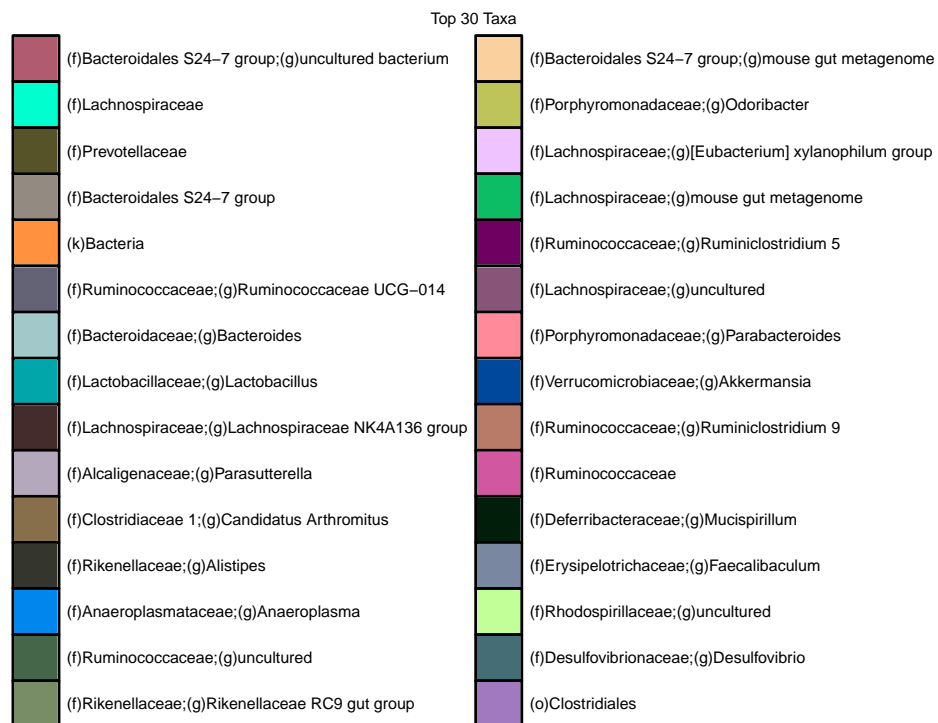 Top 30 Taxa
(f)Bacteroidales S24−7 group;(g)uncultured bacterium
(f)Lachnospiraceae
(f)Prevotellaceae
(f)Bacteroidales S24−7 group
(k)Bacteria
(f)Ruminococcaceae;(g)Ruminococcaceae UCG−014
(f)Bacteroidaceae;(g)Bacteroides
(f)Lactobacillaceae;(g)Lactobacillus
(f)Lachnospiraceae;(g)Lachnospiraceae NK4A136 group
(f)Alcaligenaceae;(g)Parasutterella
(f)Clostridiaceae 1;(g)Candidatus Arthromitus
(f)Rikenellaceae;(g)Alistipes
(f)Anaeroplasmataceae;(g)Anaeroplasma
(f)Ruminococcaceae;(g)uncultured
(f)Rikenellaceae;(g)Rikenellaceae RC9 gut group
(f)Bacteroidales S24−7 group;(g)mouse gut metagenome
(f)Porphyromonadaceae;(g)Odoribacter
(f)Lachnospiraceae;(g)[Eubacterium] xylanophilum group
(f)Lachnospiraceae;(g)mouse gut metagenome
(f)Ruminococcaceae;(g)Ruminiclostridium 5
(f)Lachnospiraceae;(g)uncultured
(f)Porphyromonadaceae;(g)Parabacteroides
(f)Verrucomicrobiaceae;(g)Akkermansia
(f)Ruminococcaceae;(g)Ruminiclostridium 9
(f)Ruminococcaceae
(f)Deferribacteraceae;(g)Mucispirillum
(f)Erysipelotrichaceae;(g)Faecalibaculum
(f)Rhodospirillaceae;(g)uncultured
(f)Desulfovibrionaceae;(g)Desulfovibrio
(o)Clostridiales